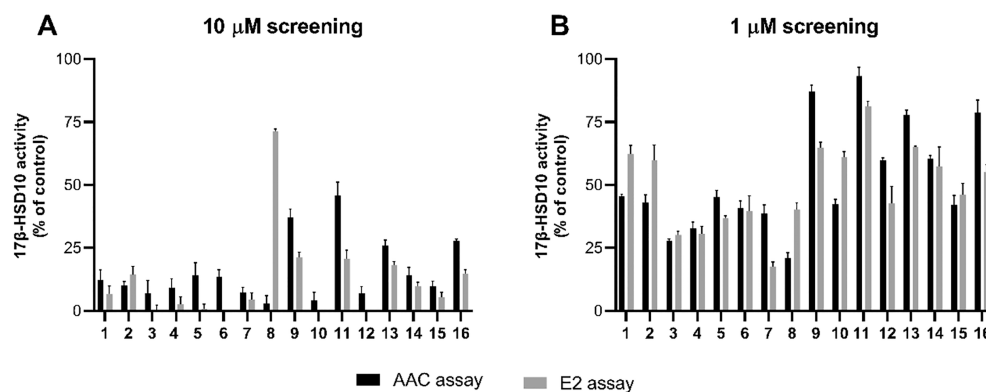 A
10 μM screening
17β-HSD10 activity
(% of control)
100
75
50
25
0
1 2 3 4 5 6 7 8 9 10 11 12 13 14 15 16
B
1 μM screening
17β-HSD10 activity
(% of control)
100
75
50
25
0
1 2 3 4 5 6 7 8 9 10 11 12 13 14 15 16
AAC assay
E2 assay